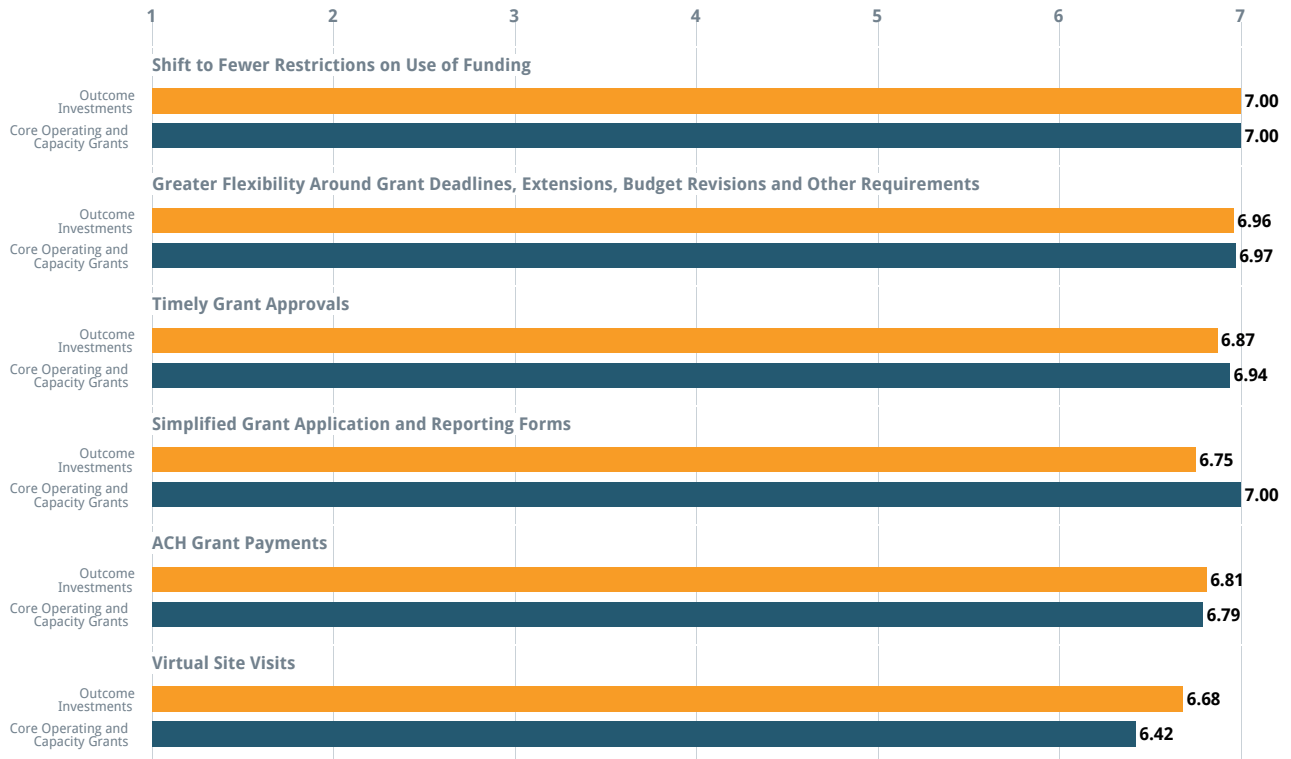 1 2 3 4 5 6 7
Shift to Fewer Restrictions on Use of Funding
Outcome
Investments
7.00
Core Operating and
Capacity Grants
7.00
Greater Flexibility Around Grant Deadlines, Extensions, Budget Revisions and Other Requirements
Outcome
Investments
6.96
Core Operating and
Capacity Grants
6.97
Timely Grant Approvals
Outcome
Investments
6.87
Core Operating and
Capacity Grants
6.94
Simplified Grant Application and Reporting Forms
Outcome
Investments
6.75
Core Operating and
Capacity Grants
7.00
ACH Grant Payments
Outcome
Investments
6.81
Core Operating and
Capacity Grants
6.79
Virtual Site Visits
Outcome
Investments
6.68
Core Operating and
Capacity Grants
6.42